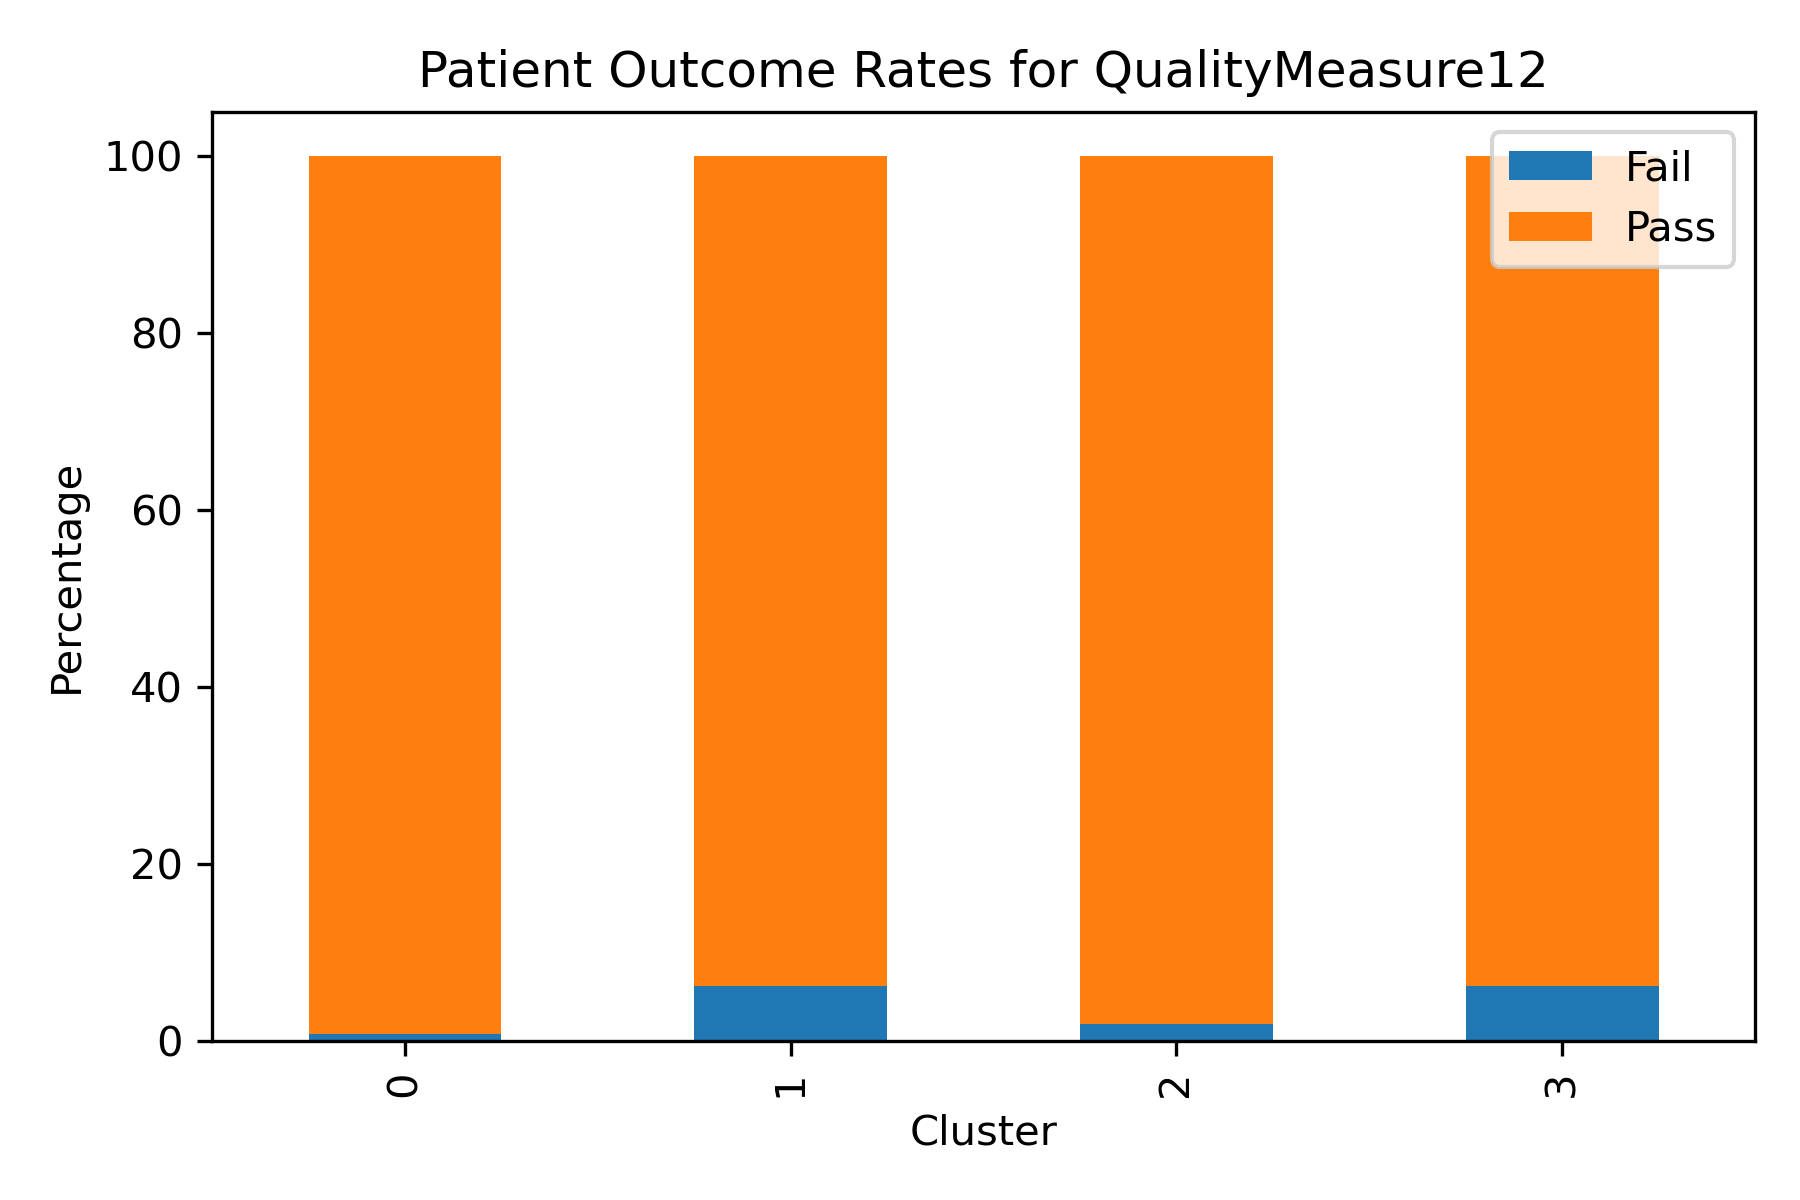 Patient Outcome Rates for QualityMeasure12
Fail
Pass
100
80
60
40
20
0
Percentage
0 1 2 3
Cluster